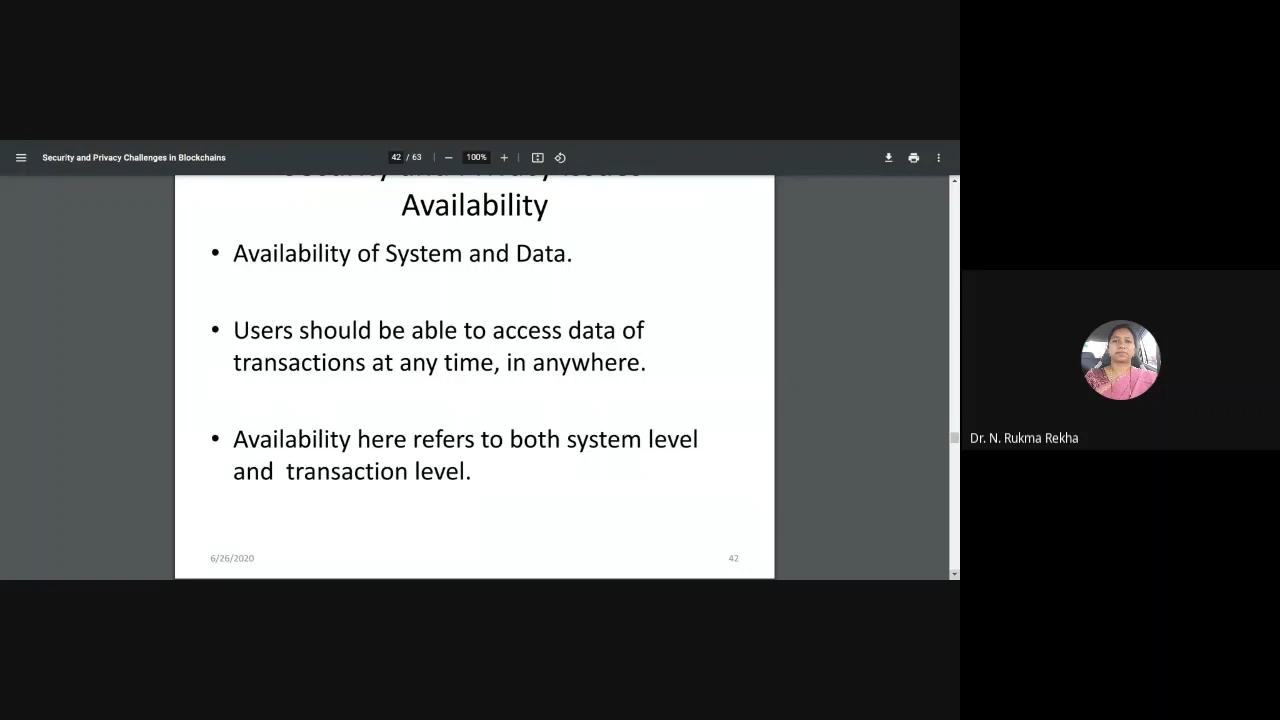 Security and Privacy Challenges in Blockchains
42 / 63
100%
Availability
• Availability of System and Data.
• Users should be able to access data of
transactions at any time, in anywhere.
• Availability here refers to both system level
and  transaction level.
6/26/2020
42
Dr. N. Rukma Rekha